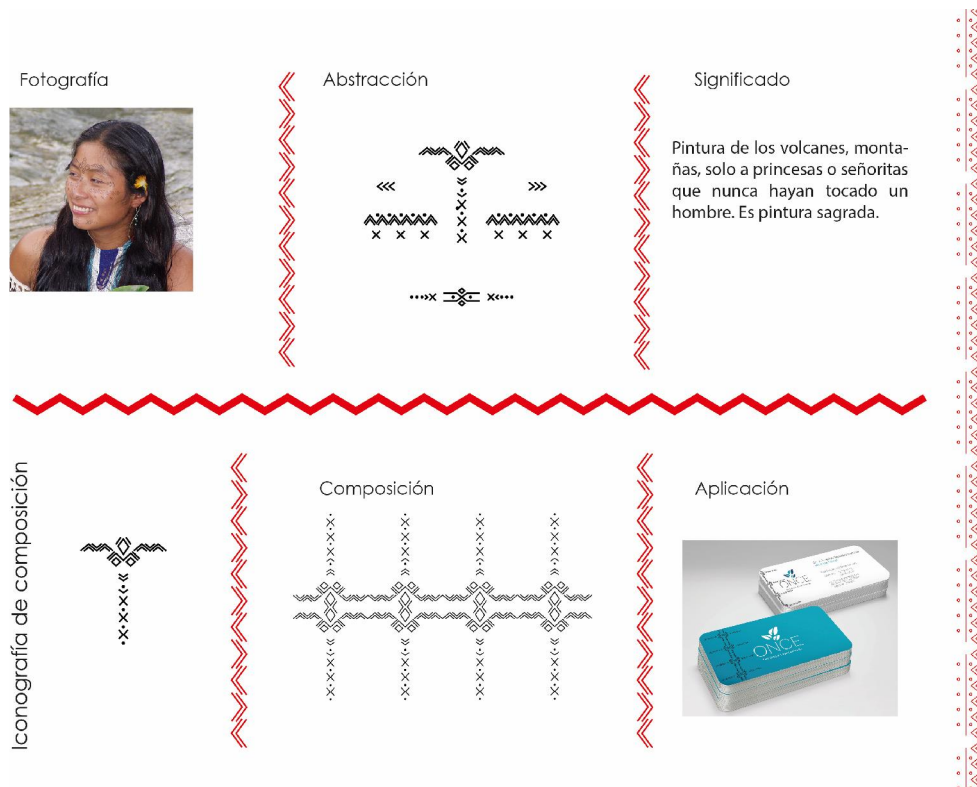 Fotografía
Abstracción
Significado
Pintura de los volcanes, monta-
ñas, solo a princesas o señoritas
que nunca hayan tocado un
hombre. Es pintura sagrada.
Iconografía de composición
Composición
Aplicación
ONCE
ONCE